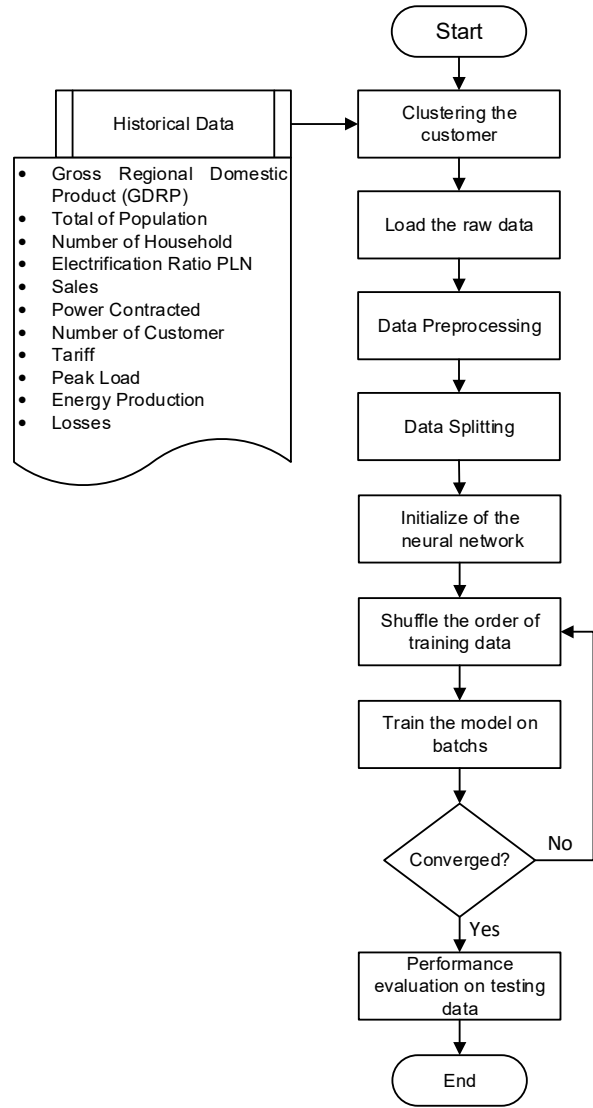 Start
Historical Data
Clustering the
customer
Gross Regional Domestic
Product (GDRP)
Total of Population
Number of Household
Electrification Ratio PLN
Sales
Power Contracted
Number of Customer
Tariff
Peak Load
Energy Production
Losses
Load the raw data
Data Preprocessing
Data Splitting
Initialize of the
neural network
Shuffle the order of
training data
Train the model on
batchs
Converged?
No
Yes
Performance
evaluation on testing
data
End